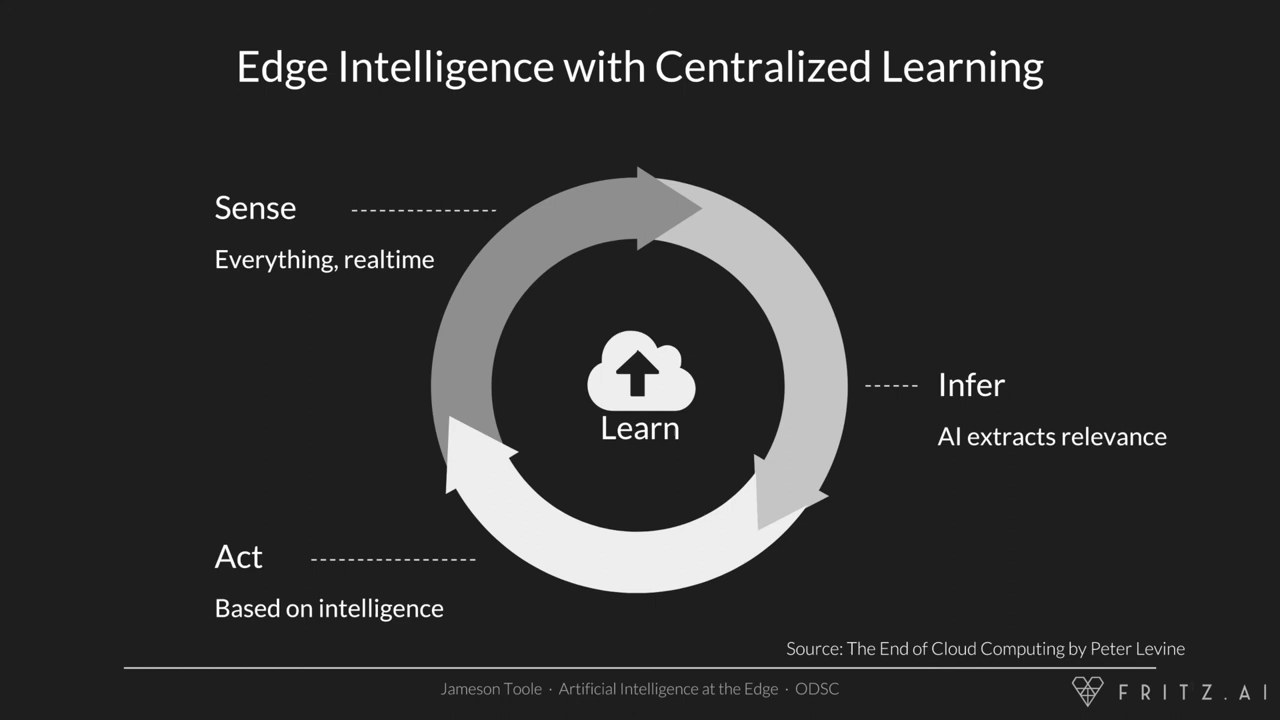 Edge Intelligence with Centralized Learning
Sense
Everything, realtime
Learn
Infer
AI extracts relevance
Act
Based on intelligence
Source: The End of Cloud Computing by Peter Levine
Jameson Toole · Artificial Intelligence at the Edge · ODSC
FRITZ.AI